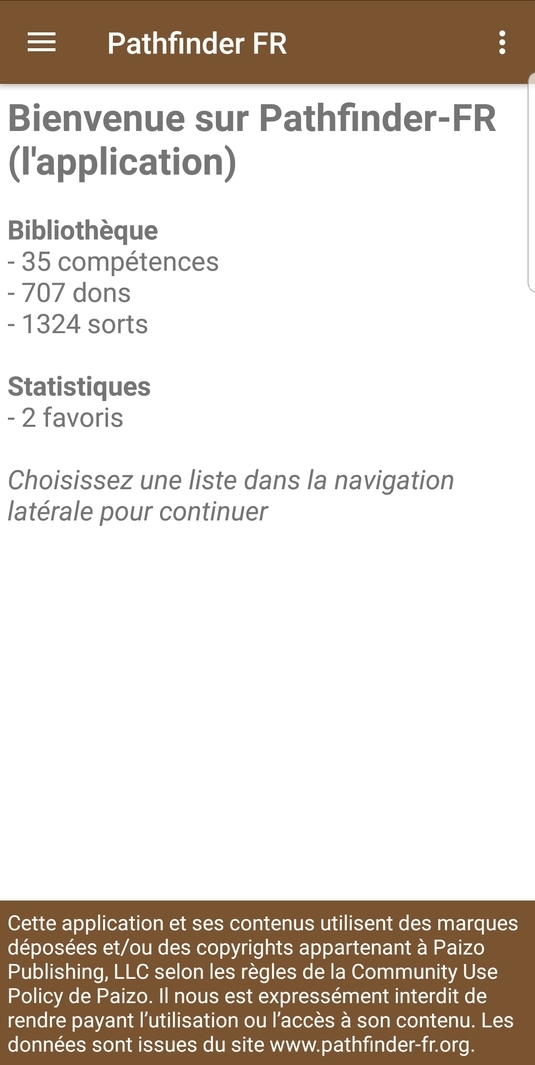 Pathfinder FR
Bienvenue sur Pathfinder-FR
(l'application)
Bibliothèque
- 35 compétences
- 707 dons
- 1324 sorts
Statistiques
- 2 favoris
Choisissez une liste dans la navigation
latérale pour continuer
Cette application et ses contenus utilisent des marques
déposées et/ou des copyrights appartenant à Paizo
Publishing, LLC selon les règles de la Community Use
Policy de Paizo. Il nous est expressément interdit de
rendre payant l’utilisation ou l’accès à son contenu. Les
données sont issues du site www.pathfinder-fr.org.